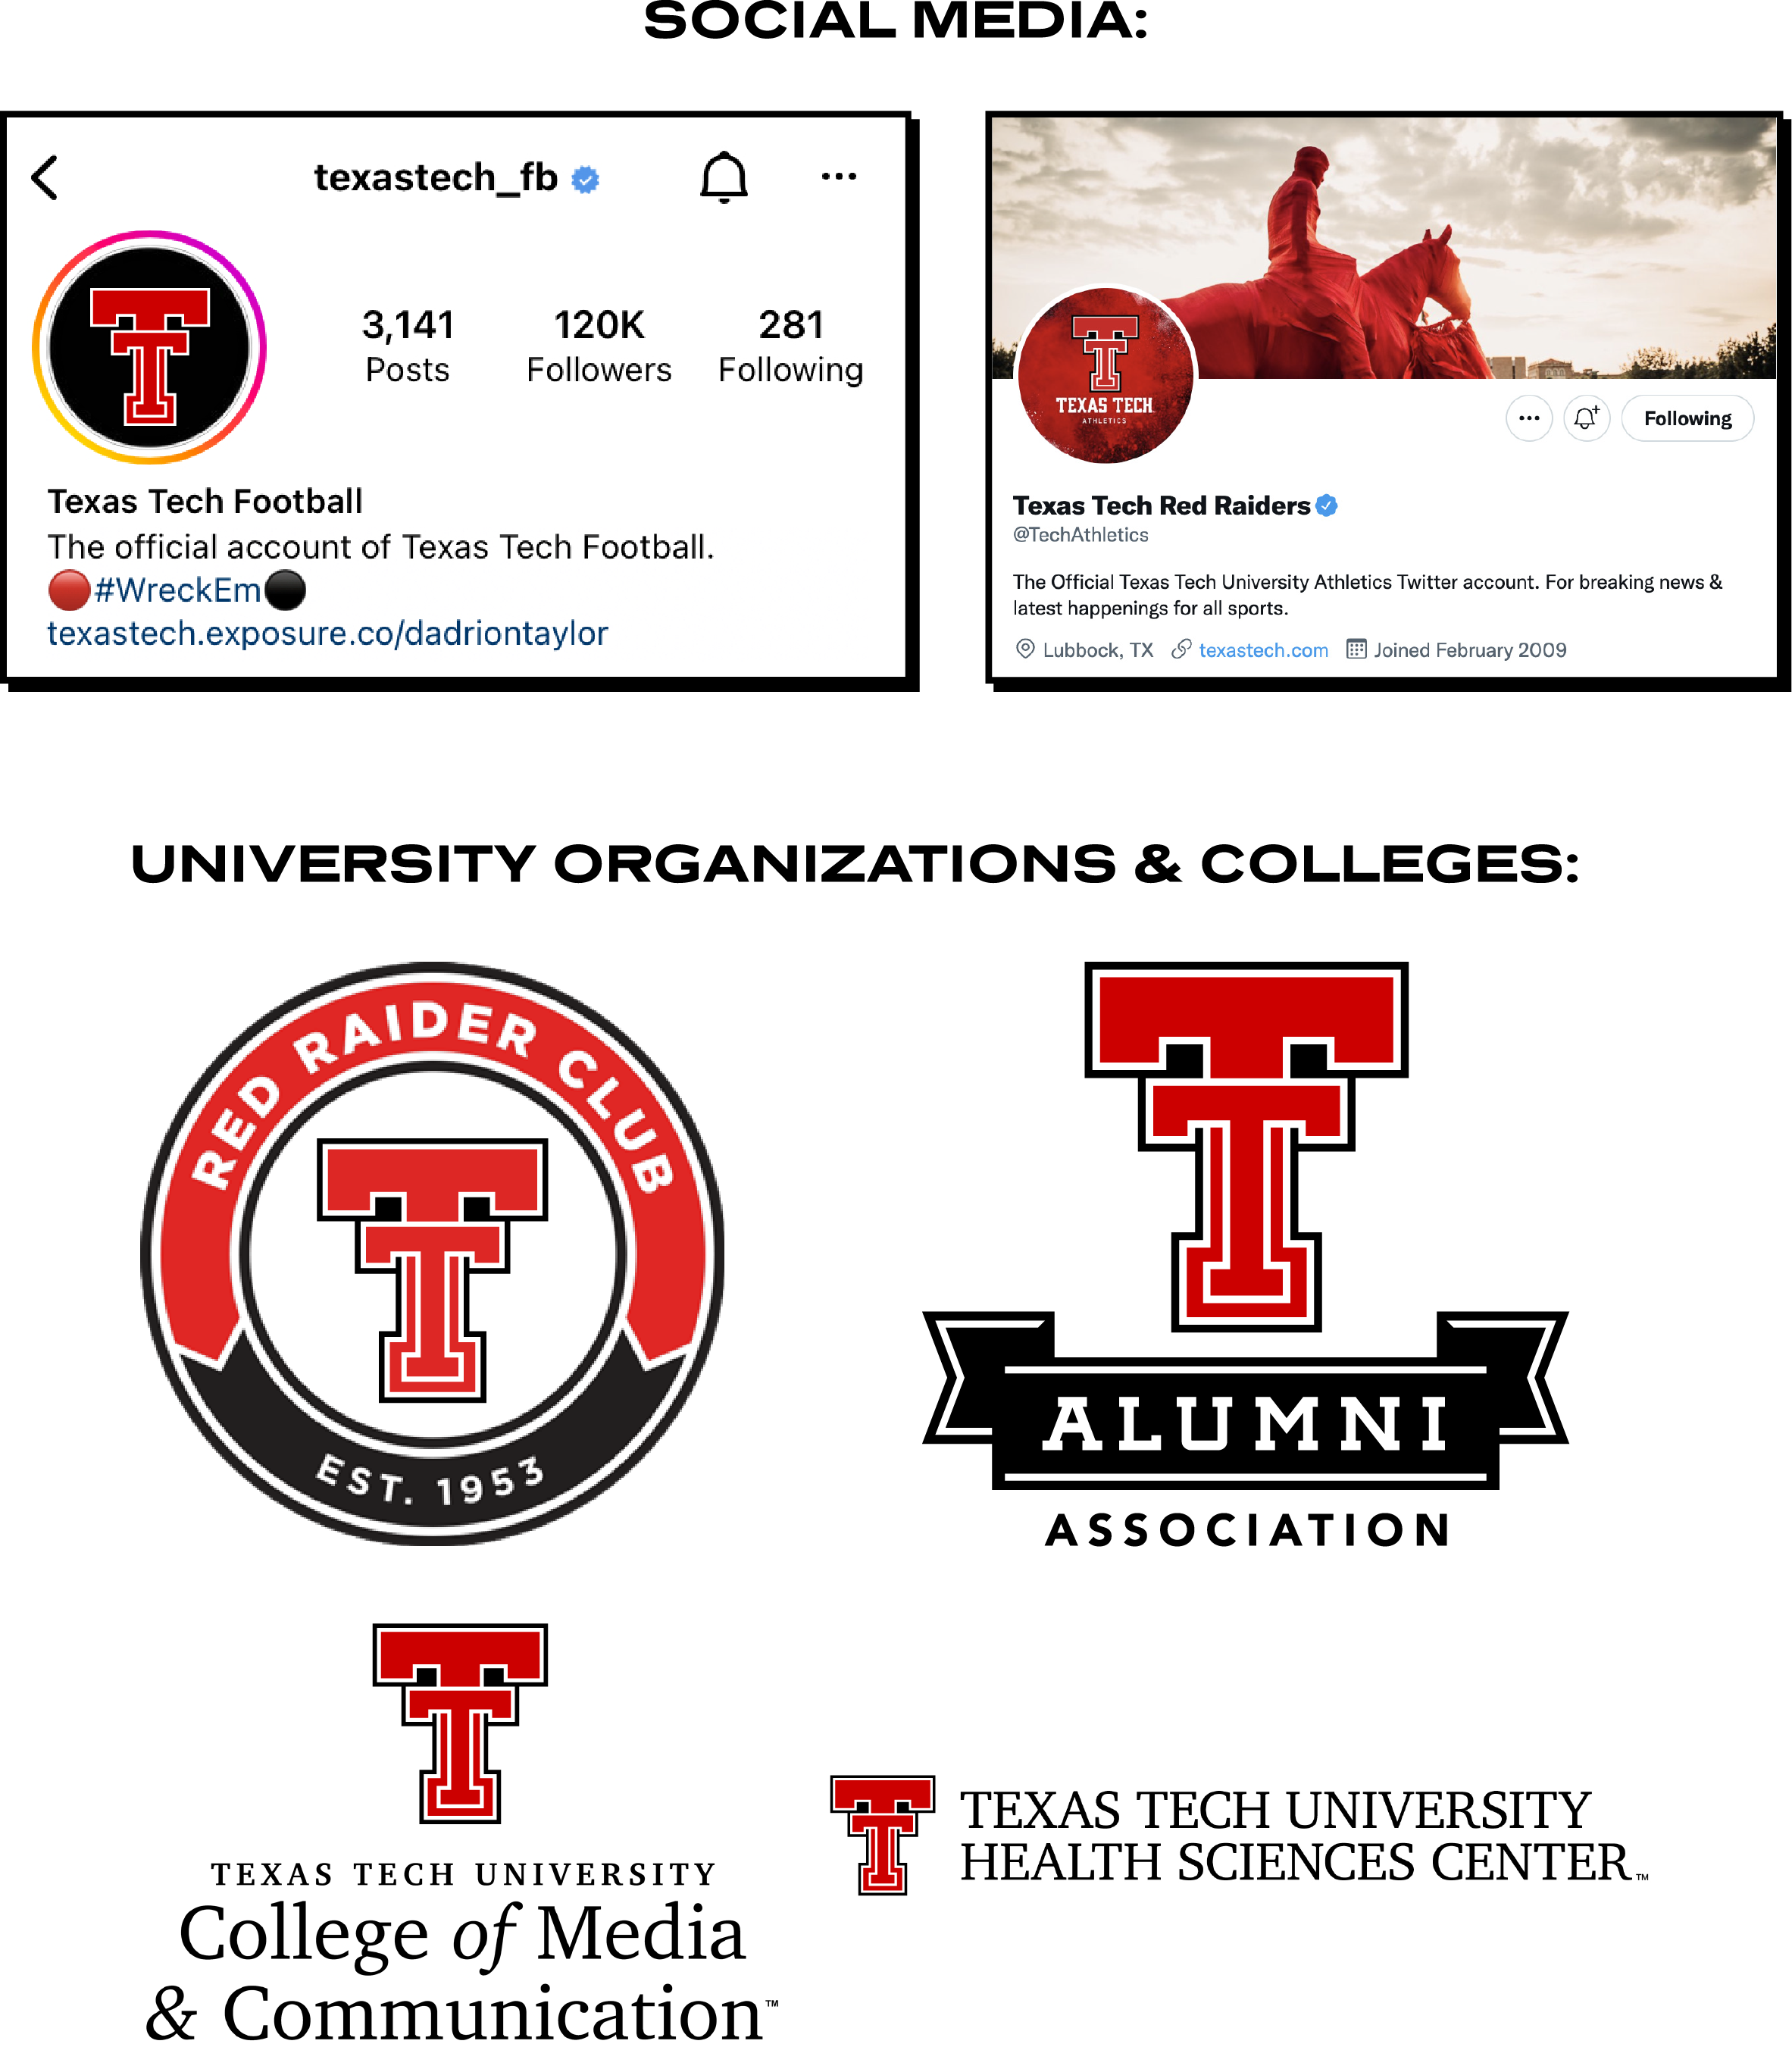 SOCIAL MEDIA:
texastech_fb
3,141 120K 281
Posts Followers Following
Texas Tech Football
The official account of Texas Tech Football.
🔴#WreckEm⚫
texastech.exposure.co/dadriontaylor
TEXAS TECH
ATHLETICS
Following
Texas Tech Red Raiders
@TechAthletics
The Official Texas Tech University Athletics Twitter account. For breaking news &
latest happenings for all sports.
Lubbock, TX texastech.com Joined February 2009
UNIVERSITY ORGANIZATIONS & COLLEGES:
RED RAIDER CLUB
EST. 1953
ALUMNI
ASSOCIATION
TEXAS TECH UNIVERSITY
College of Media
& Communication™
TEXAS TECH UNIVERSITY
HEALTH SCIENCES CENTER™